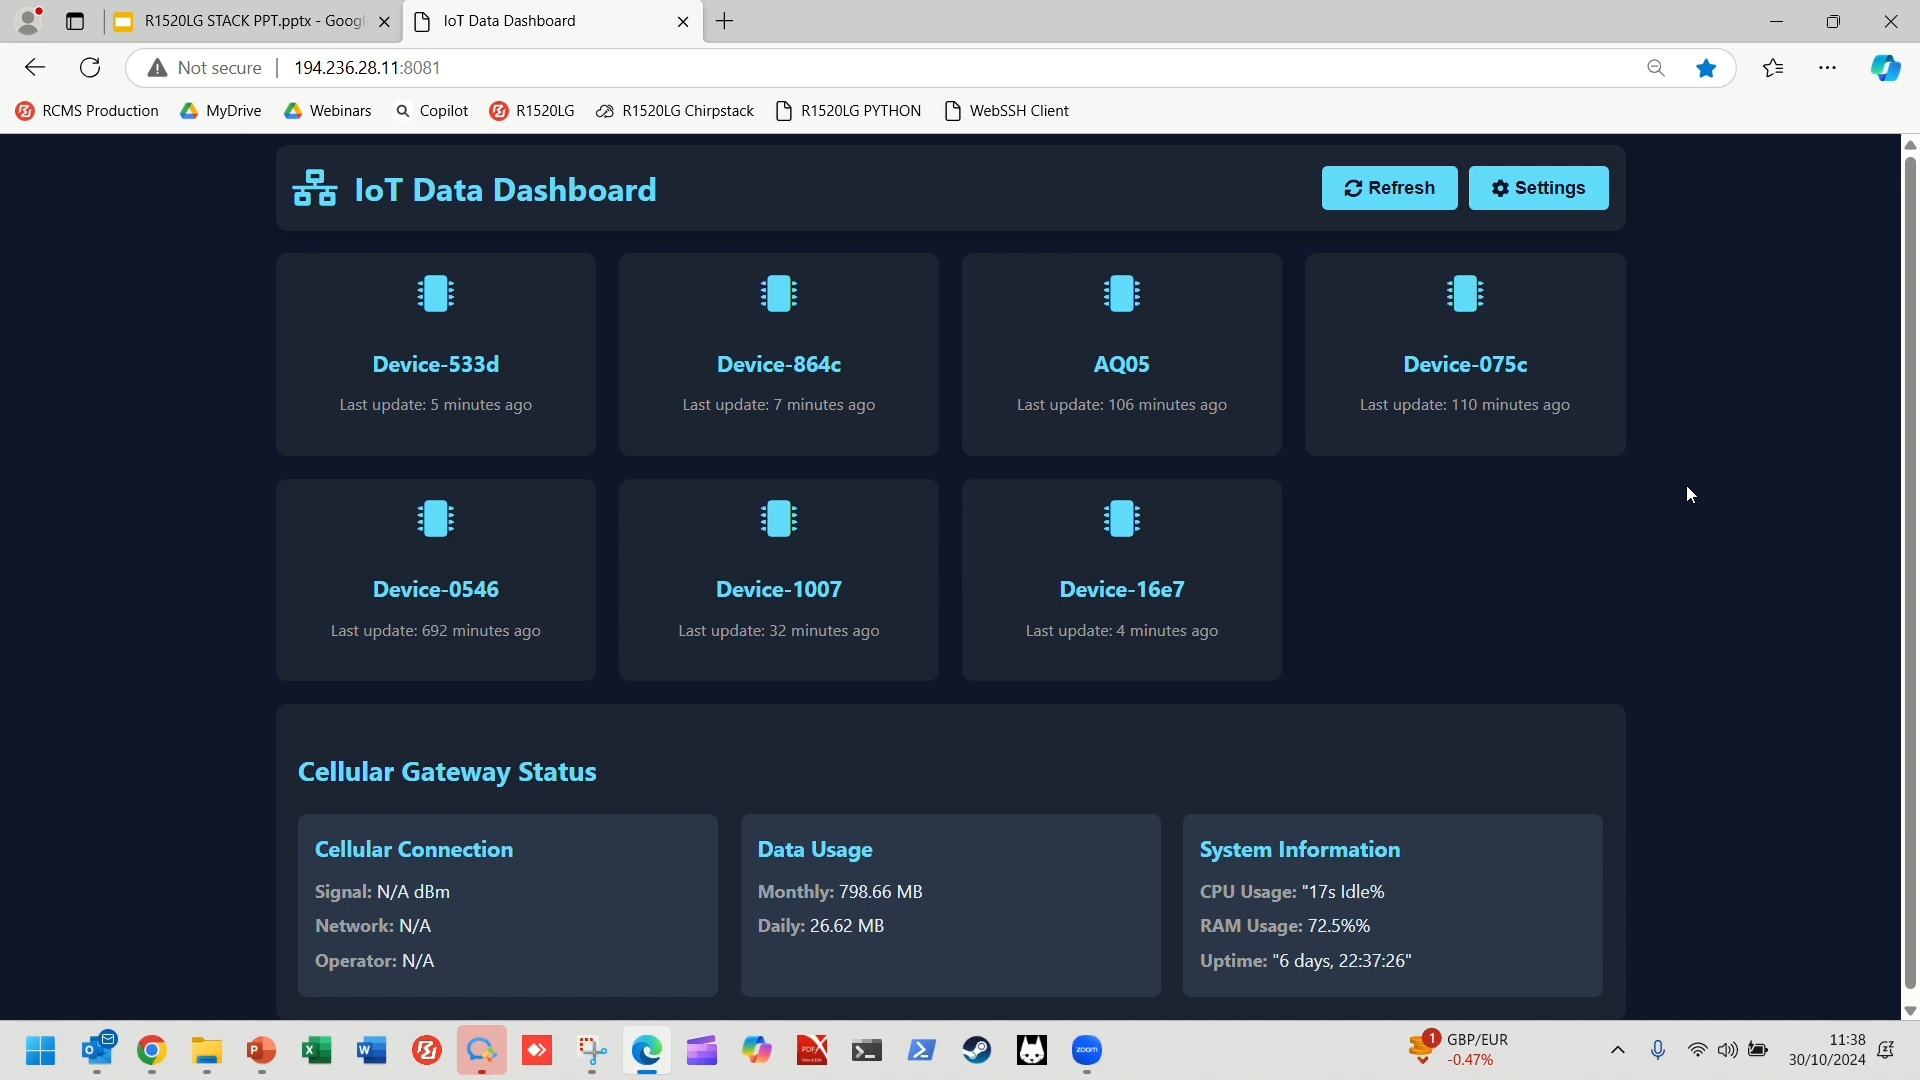 R1520LG STACK PPT.pptx - Googl
IoT Data Dashboard
Not secure
194.236.28.11:8081
RCMS Production
MyDrive
Webinars
Copilot
R1520LG
R1520LG Chirpstack
R1520LG PYTHON
WebSSH Client
IoT Data Dashboard
Refresh
Settings
Device-533d
Last update: 5 minutes ago
Device-864c
Last update: 7 minutes ago
AQ05
Last update: 106 minutes ago
Device-075c
Last update: 110 minutes ago
Device-0546
Last update: 692 minutes ago
Device-1007
Last update: 32 minutes ago
Device-16e7
Last update: 4 minutes ago
Cellular Gateway Status
Cellular Connection
Signal: N/A dBm
Network: N/A
Operator: N/A
Data Usage
Monthly: 798.66 MB
Daily: 26.62 MB
System Information
CPU Usage: "17s Idle%
RAM Usage: 72.5%%
Uptime: "6 days, 22:37:26"
zoom
1
GBP/EUR
-0.47%
11:38
30/10/2024